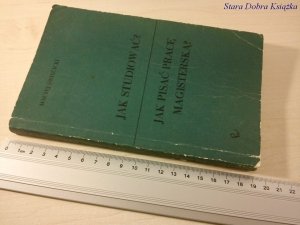 Stara Dobra Książka
JAK STUDIOWAĆ?
JAK PISAĆ PRACĘ
MAGISTERSKĄ?
1cm 2 3 4 5 6 7 8 9 10 11 12 13 14 15 16 17 18 19 20 21 22